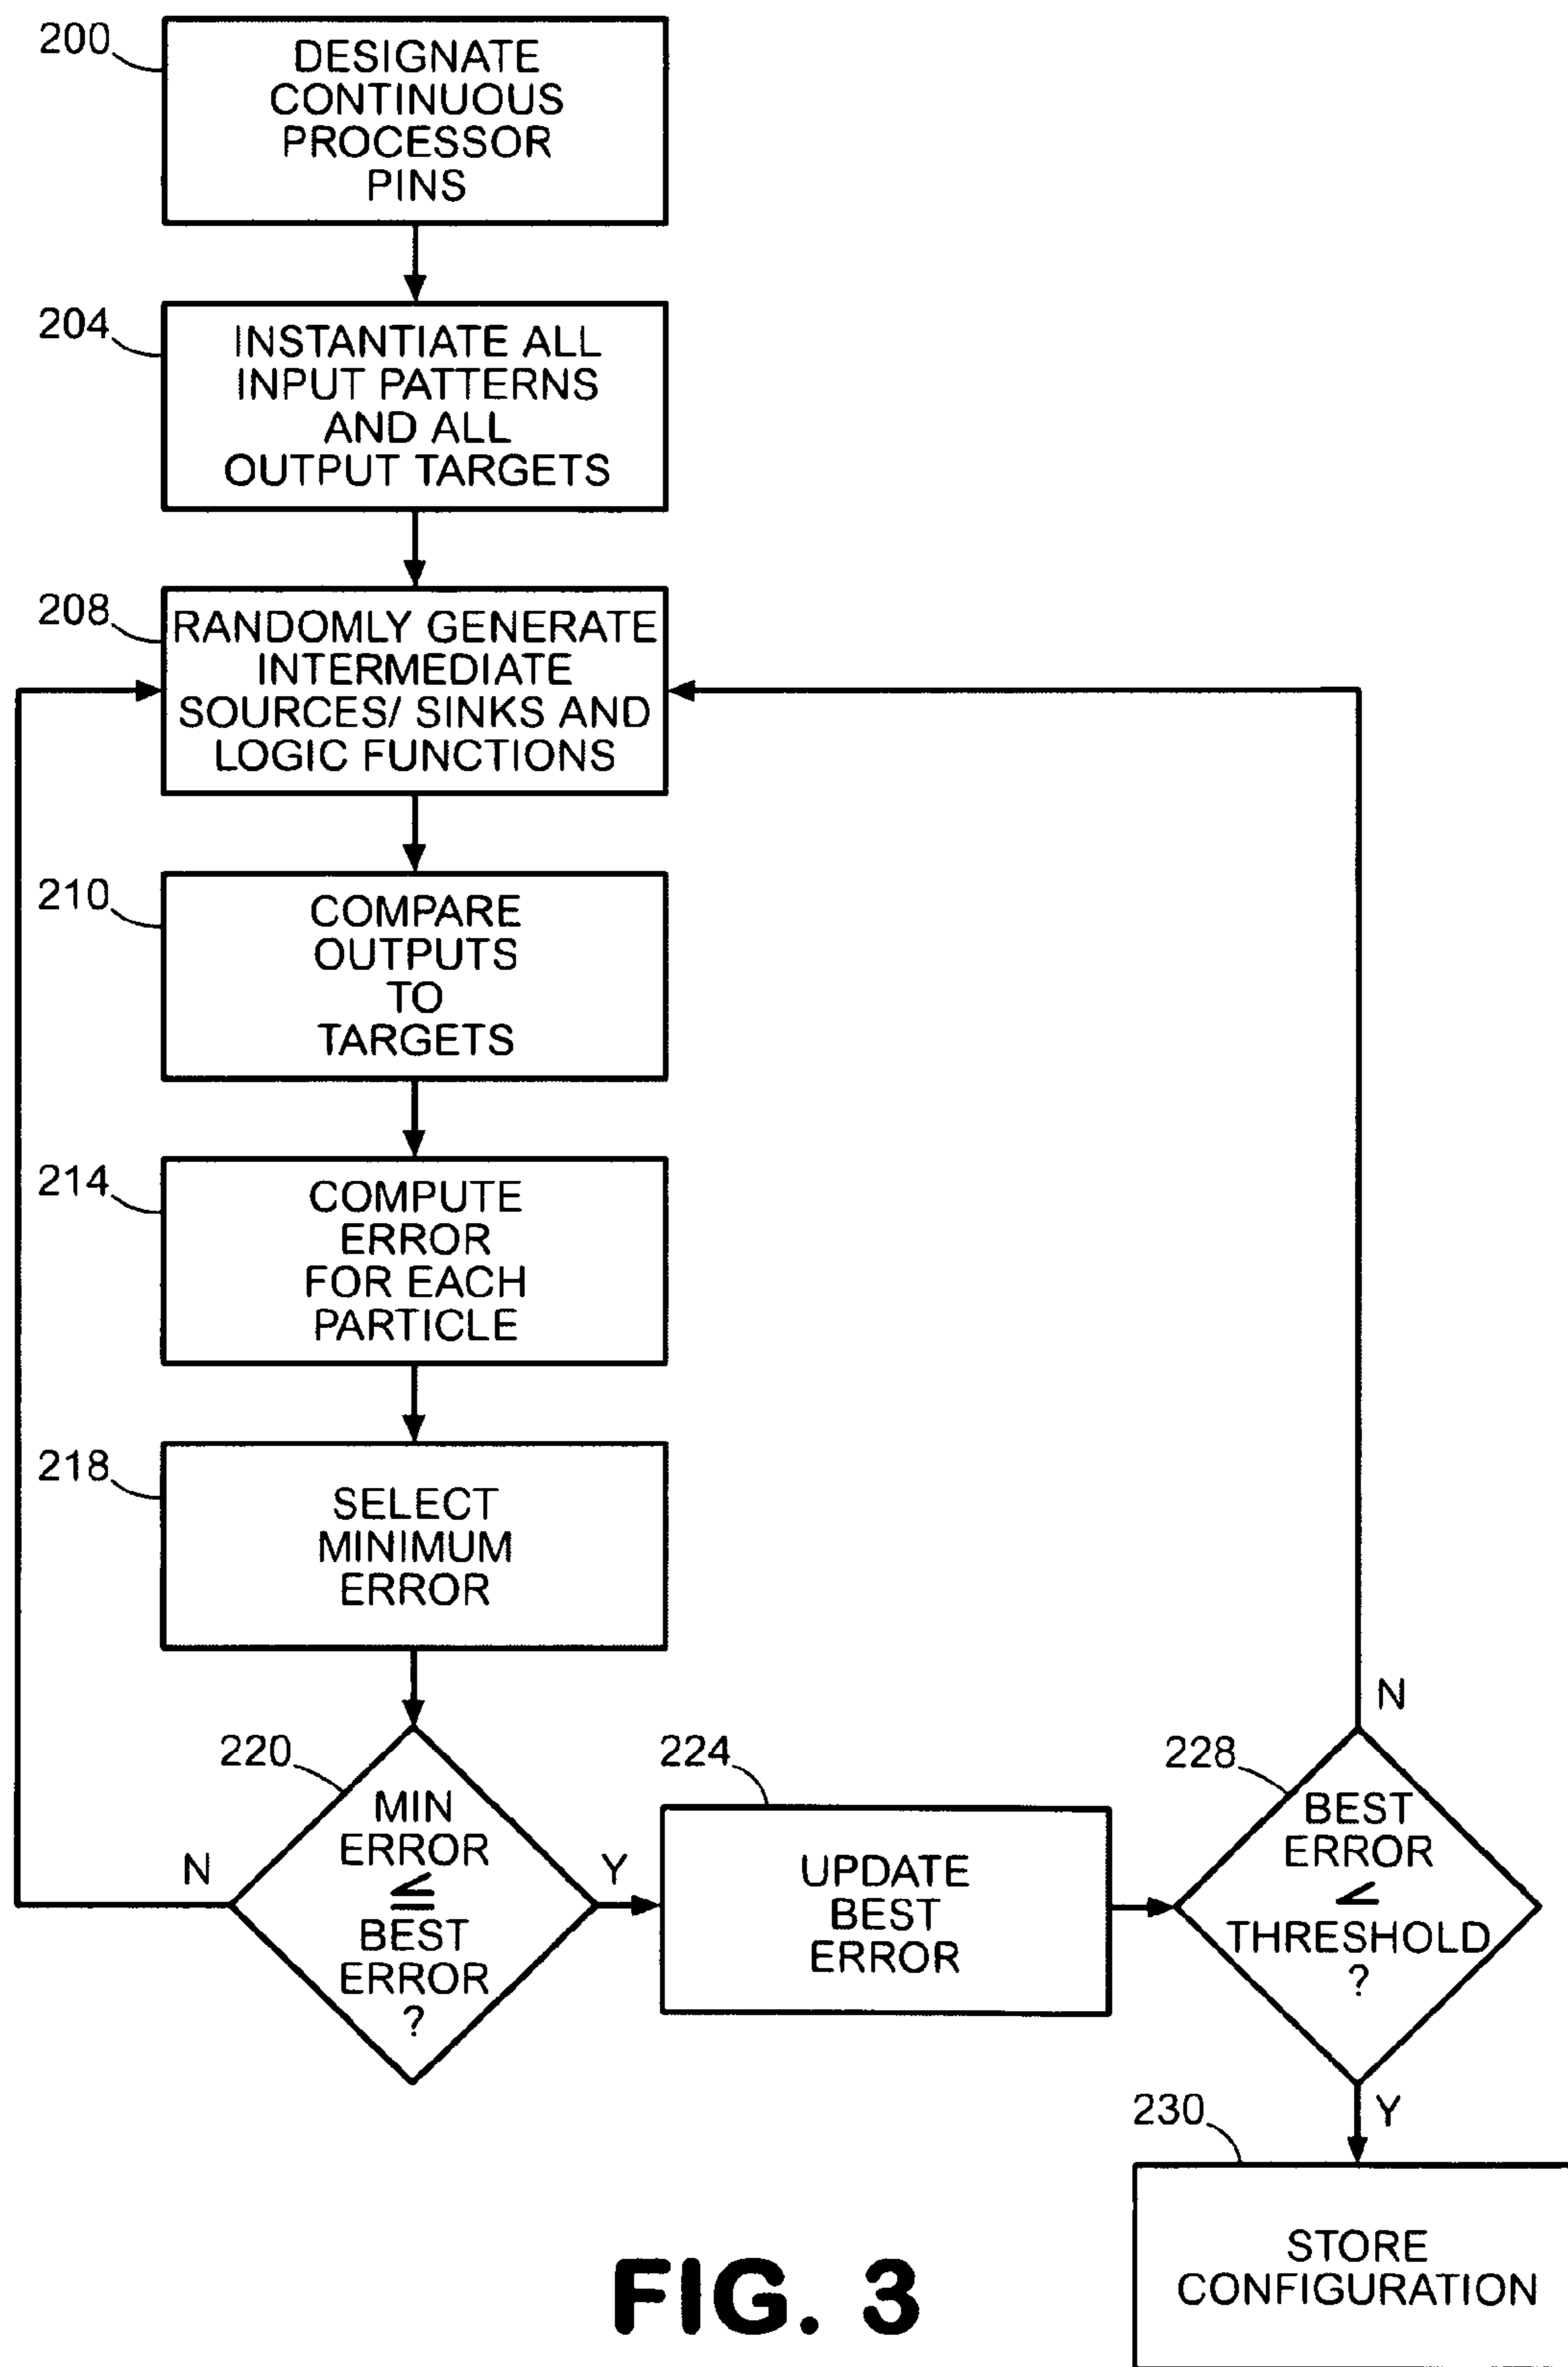 200
DESIGNATE
CONTINUOUS
PROCESSOR
PINS
204
INSTANTIATE ALL
INPUT PATTERNS
AND ALL
OUTPUT TARGETS
208
RANDOMLY GENERATE
INTERMEDIATE
SOURCES/ SINKS AND
LOGIC FUNCTIONS
210
COMPARE
OUTPUTS
TO
TARGETS
214
COMPUTE
ERROR
FOR EACH
PARTICLE
218
SELECT
MINIMUM
ERROR
220
MIN
ERROR
≦
BEST
ERROR
?
N
Y
224
UPDATE
BEST
ERROR
228
BEST
ERROR
<
THRESHOLD
?
N
Y
230
STORE
CONFIGURATION
FIG. 3